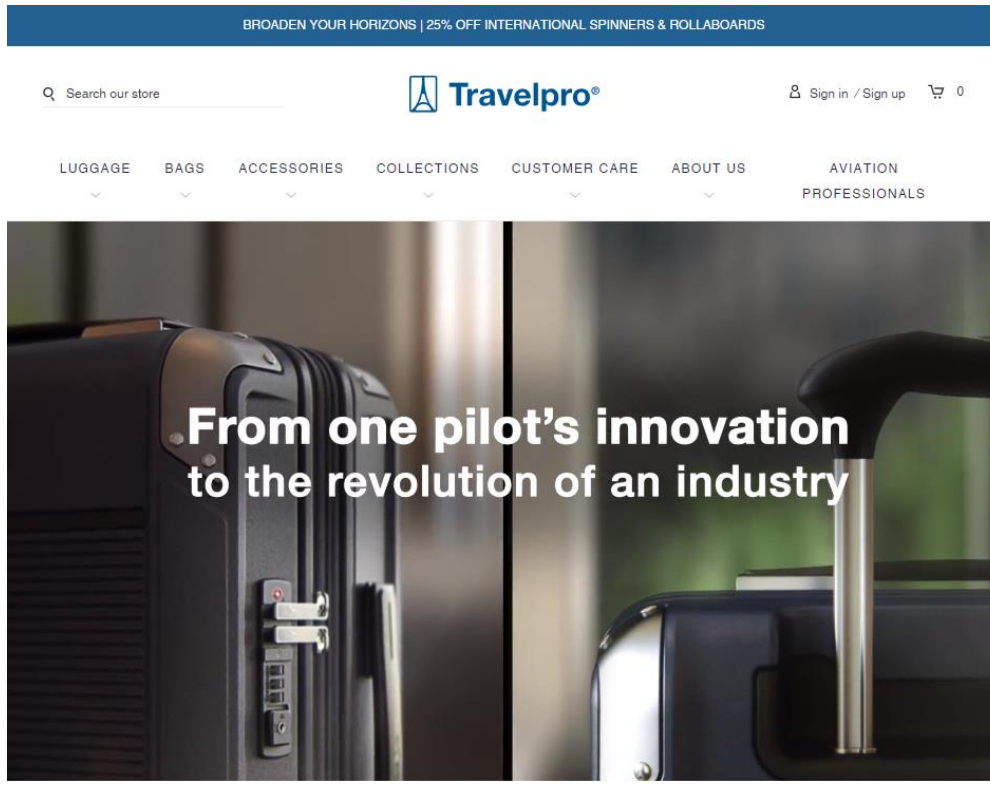 BROADEN YOUR HORIZONS | 25% OFF INTERNATIONAL SPINNERS & ROLLABOARDS
Search our store
Travelpro®
Sign in / Sign up
0
LUGGAGE
BAGS
ACCESSORIES
COLLECTIONS
CUSTOMER CARE
ABOUT US
AVIATION
PROFESSIONALS
From one pilot's innovation
to the revolution of an industry